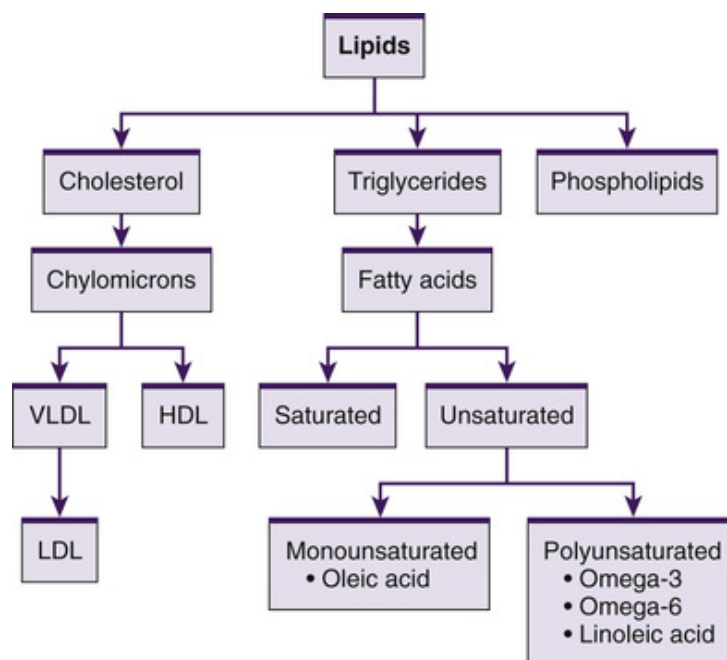 Lipids
Cholesterol
Triglycerides
Phospholipids
Chylomicrons
Fatty acids
VLDL
HDL
Saturated
Unsaturated
LDL
Monounsaturated
• Oleic acid
Polyunsaturated
• Omega-3
• Omega-6
• Linoleic acid